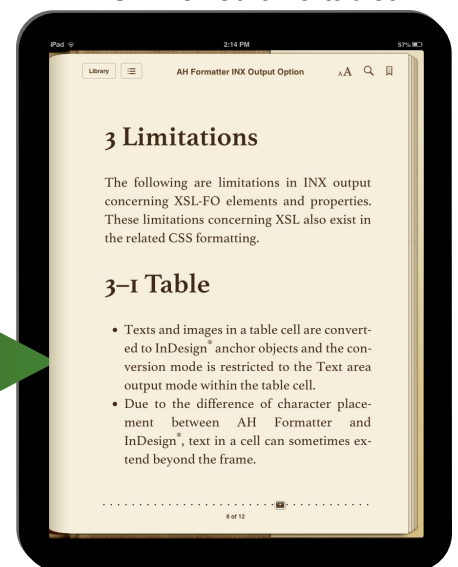 iPad 2:14 PM 57%
Library AH Formatter INX Output Option AA
3 Limitations
The following are limitations in INX output
concerning XSL-FO elements and properties.
These limitations concerning XSL also exist in
the related CSS formatting.
3–1 Table
• Texts and images in a table cell are convert-
ed to InDesign® anchor objects and the con-
version mode is restricted to the Text area
output mode within the table cell.
• Due to the difference of character place-
ment between AH Formatter and
InDesign®, text in a cell can sometimes ex-
tend beyond the frame.
8 of 12